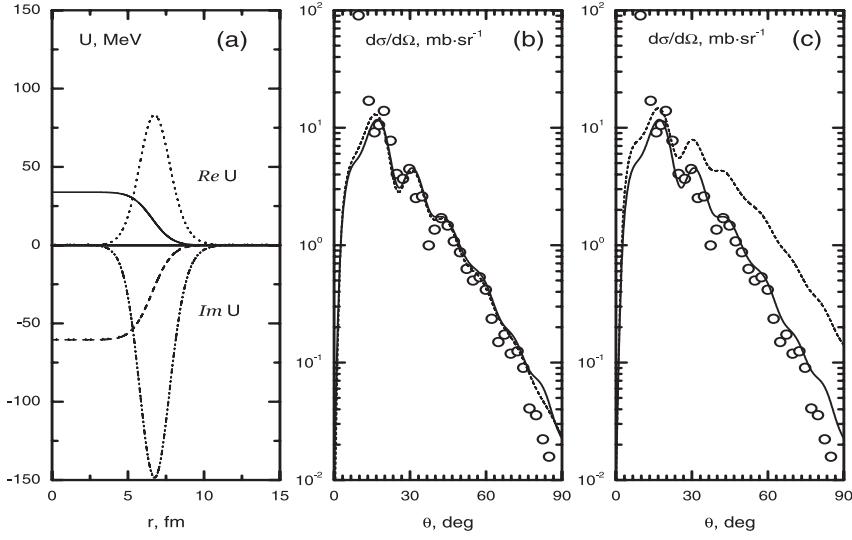 U, MeV
(a)
Re U
Im U
150
100
50
0
-50
-100
-150
0
5
10
15
r, fm
dσ/dΩ, mb·sr⁻¹
(b)
10²
10¹
10⁰
10⁻¹
10⁻²
0
30
60
90
θ, deg
dσ/dΩ, mb·sr⁻¹
(c)
10²
10¹
10⁰
10⁻¹
10⁻²
0
30
60
90
θ, deg